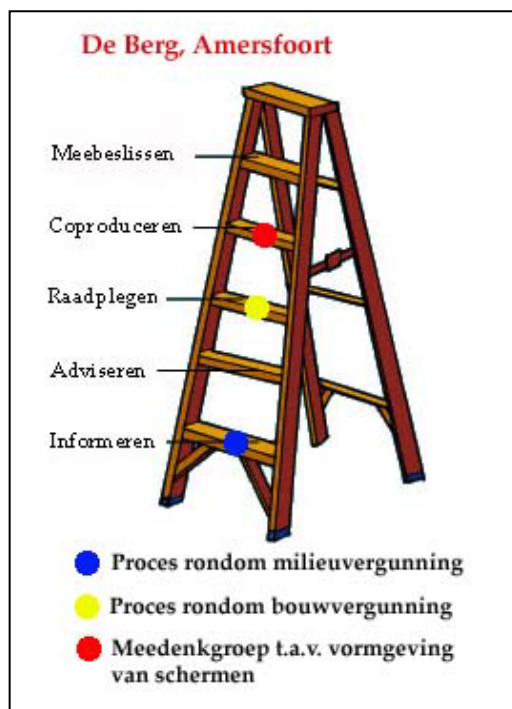 De Berg, Amersfoort
Meebeslissen
Coproduceren
Raadplegen
Adviseren
Informeren
Proces rondom milieuvergunning
Proces rondom bouwvergunning
Meedenkgroep t.a.v. vormgeving
van schermen